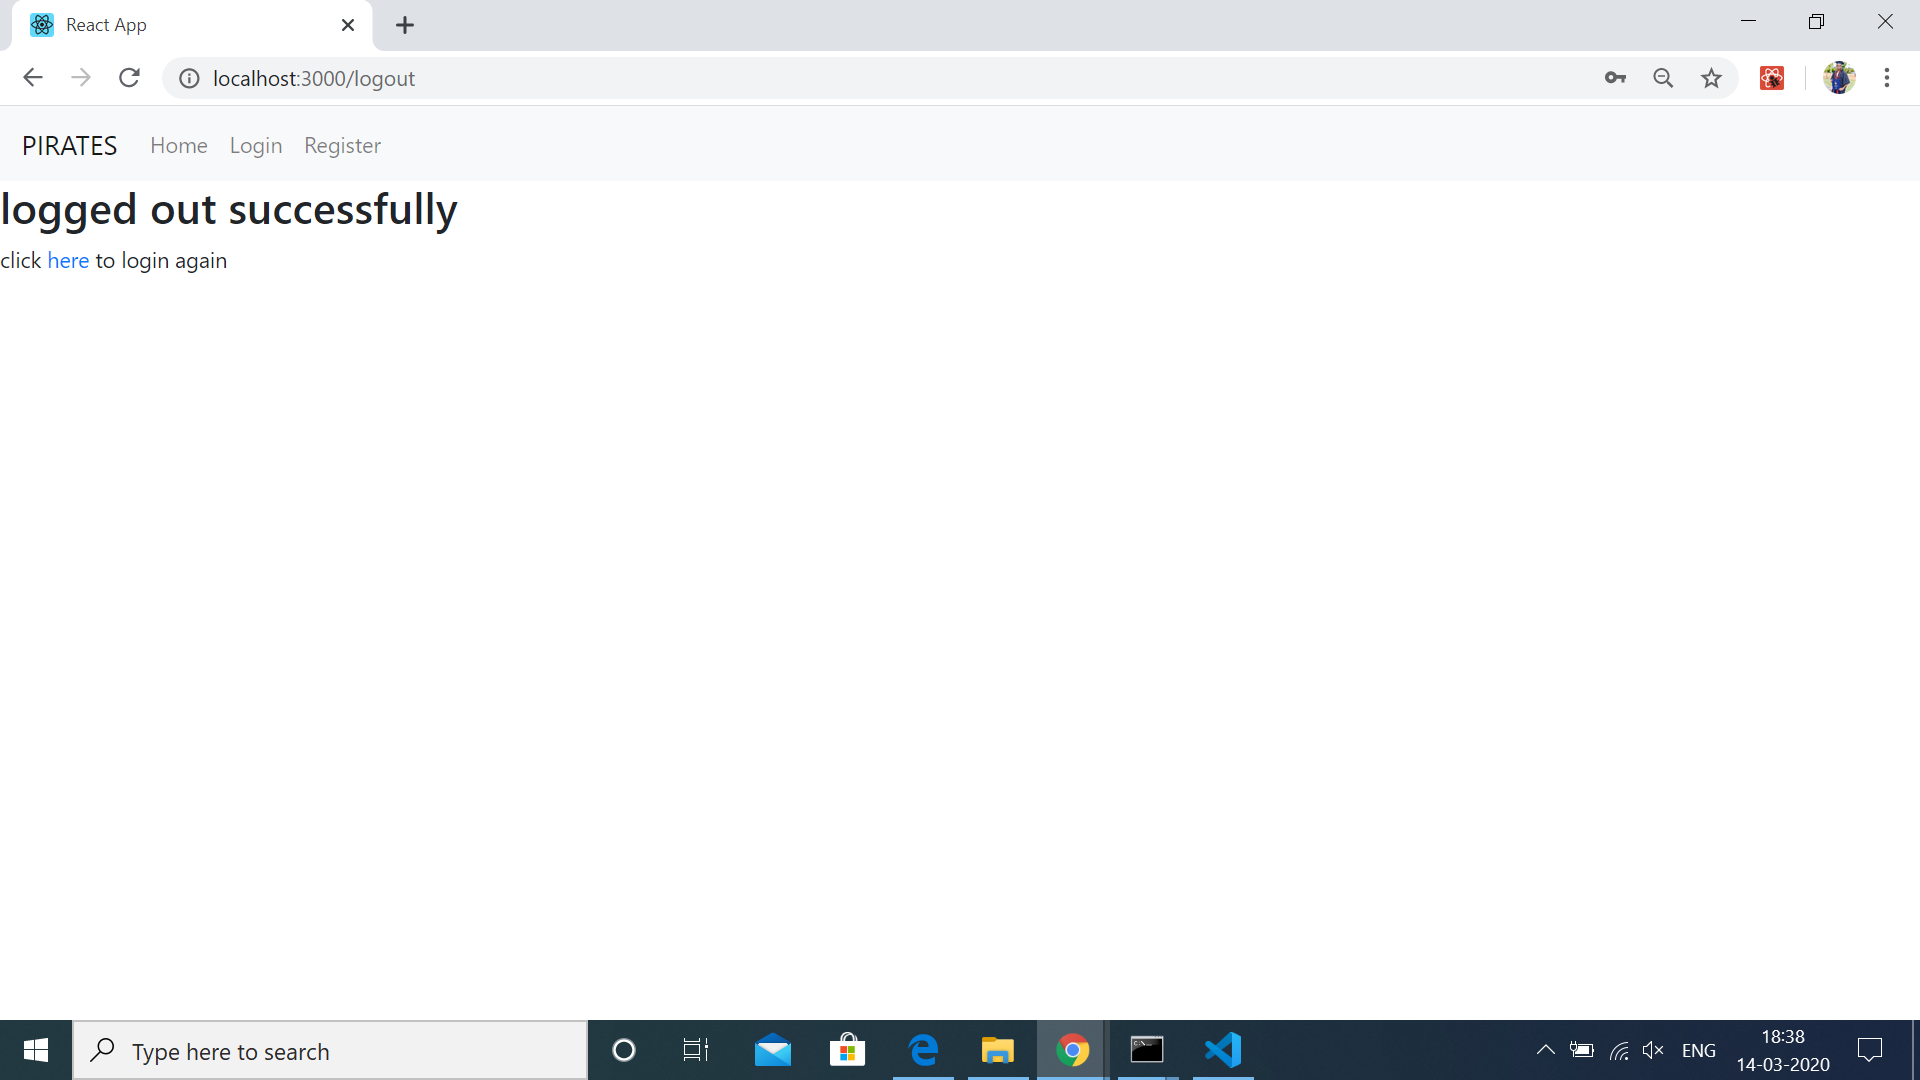 React App
localhost:3000/logout
PIRATES Home Login Register
logged out successfully
click here to login again
Type here to search
ENG
18:38
14-03-2020